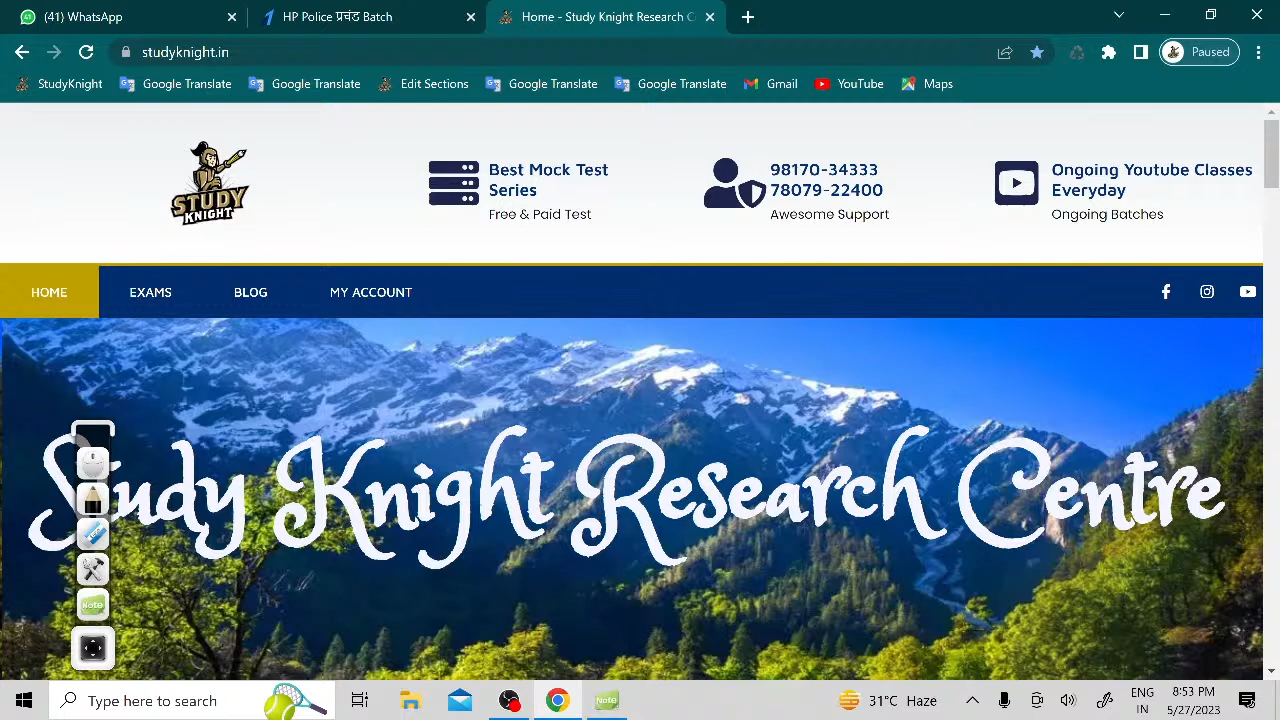 (41) WhatsApp
HP Police प्रचंड Batch
Home - Study Knight Research C
studyknight.in
Paused
StudyKnight
Google Translate
Google Translate
Edit Sections
Google Translate
Google Translate
Gmail
YouTube
Maps
STUDY
KNIGHT
Best Mock Test
Series
Free & Paid Test
98170-34333
78079-22400
Awesome Support
Ongoing Youtube Classes
Everyday
Ongoing Batches
HOME
EXAMS
BLOG
MY ACCOUNT
Study Knight Research Centre
Note
Type here to search
Note
31°C Haze
ENG
IN
8:53 PM
5/27/2023